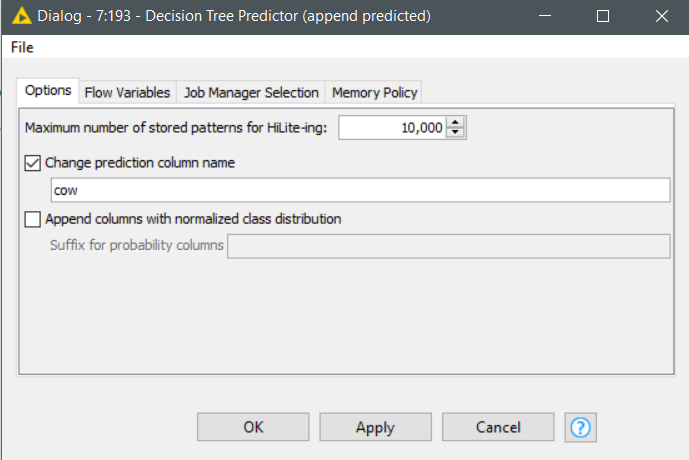 Dialog - 7:193 - Decision Tree Predictor (append predicted)
File
Options Flow Variables Job Manager Selection Memory Policy
Maximum number of stored patterns for HiLite-ing: 10,000
Change prediction column name
cow
Append columns with normalized class distribution
Suffix for probability columns
OK Apply Cancel ?